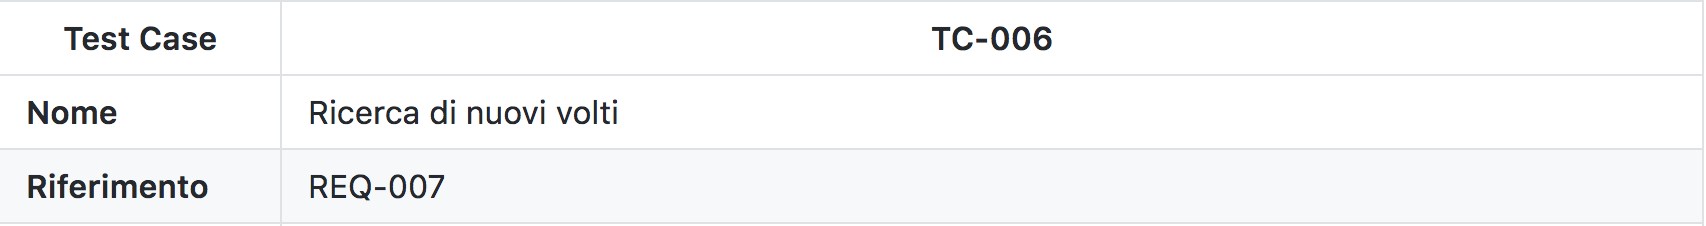 Test Case TC-006
Nome Ricerca di nuovi volti
Riferimento REQ-007